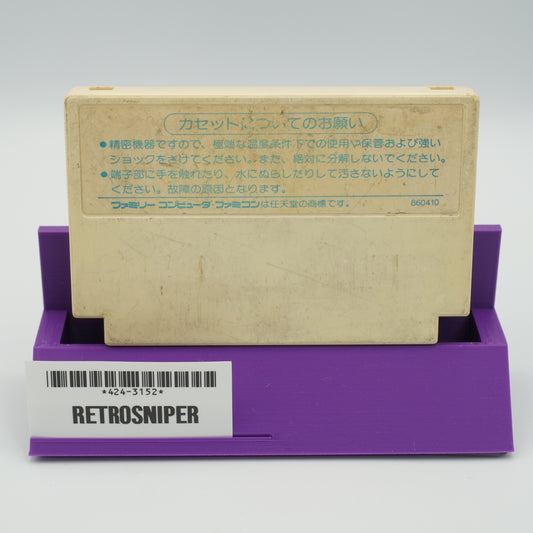 カセットについてのお願い
●精密機器ですので、極端な温度条件下での使用や保管および強い
ショックをさけてください。また、絶対に分解しないでください。
●端子部に手を触れたり、水にぬらしたりして汚さないようにして
ください。故障の原因となります。
ファミリーコンピュータ・ファミコンは任天堂の商標です。
860410
*424-3152*
RETROSNIPER